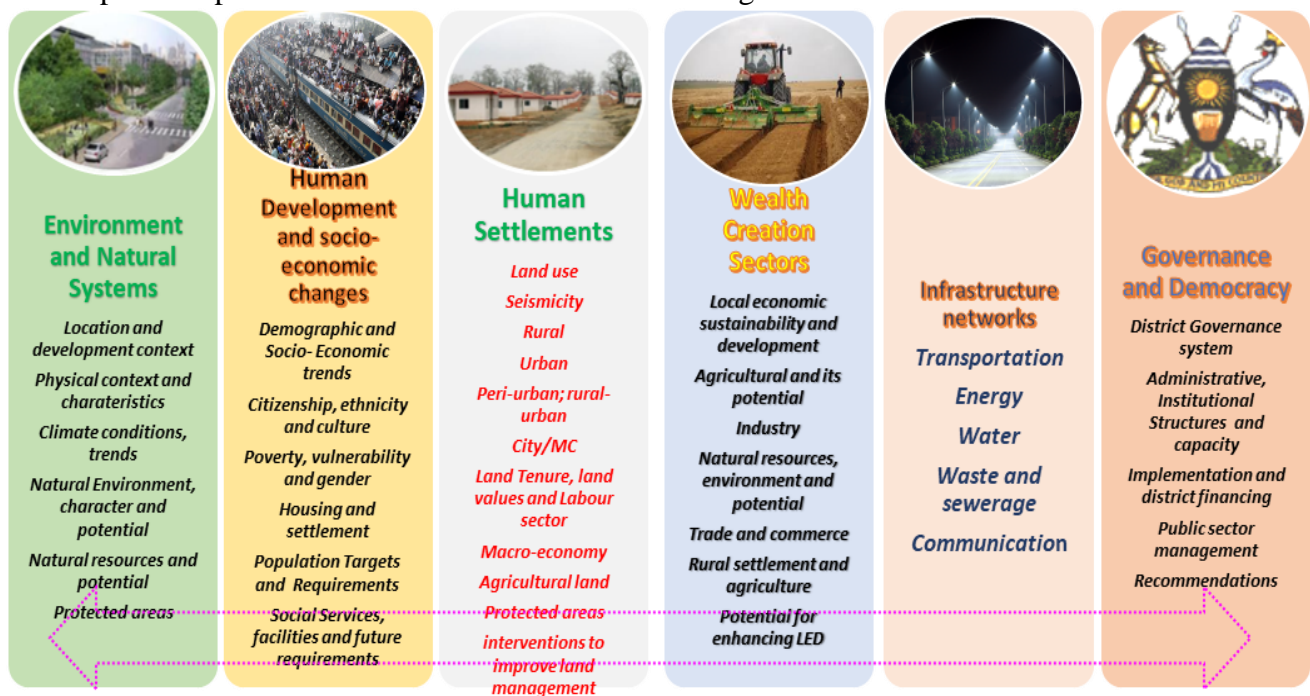 Environment
and Natural
Systems
Location and
development context
Physical context and
charateristics
Climate conditions,
trends
Natural Environment,
character and
potential
Natural resources and
potential
Protected areas
Human
Development
and socio-
economic
changes
Demographic and
Socio- Economic
trends
Citizenship, ethnicity
and culture
Poverty, vulnerability
and gender
Housing and
settlement
Population Targets
and Requirements
Social Services,
facilities and future
requirements
Human
Settlements
Land use
Seismicity
Rural
Urban
Peri-urban; rural-
urban
City/MC
Land Tenure, land
values and Labour
sector
Macro-economy
Agricultural land
Protected areas
interventions to
improve land
management
Wealth
Creation
Sectors
Local economic
sustainability and
development
Agricultural and its
potential
Industry
Natural resources,
environment and
potential
Trade and commerce
Rural settlement and
agriculture
Potential for
enhancing LED
Infrastructure
networks
Transportation
Energy
Water
Waste and
sewerage
Communication
GOD AND MY
Governance
and Democracy
District Governance
system
Administrative,
Institutional
Structures and
capacity
Implementation and
district financing
Public sector
management
Recommendations